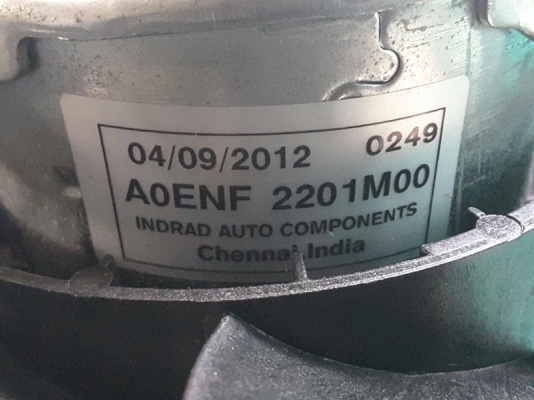 04/09/2012 0249
A0ENF 2201M00
INDRAD AUTO COMPONENTS
Chennai, India